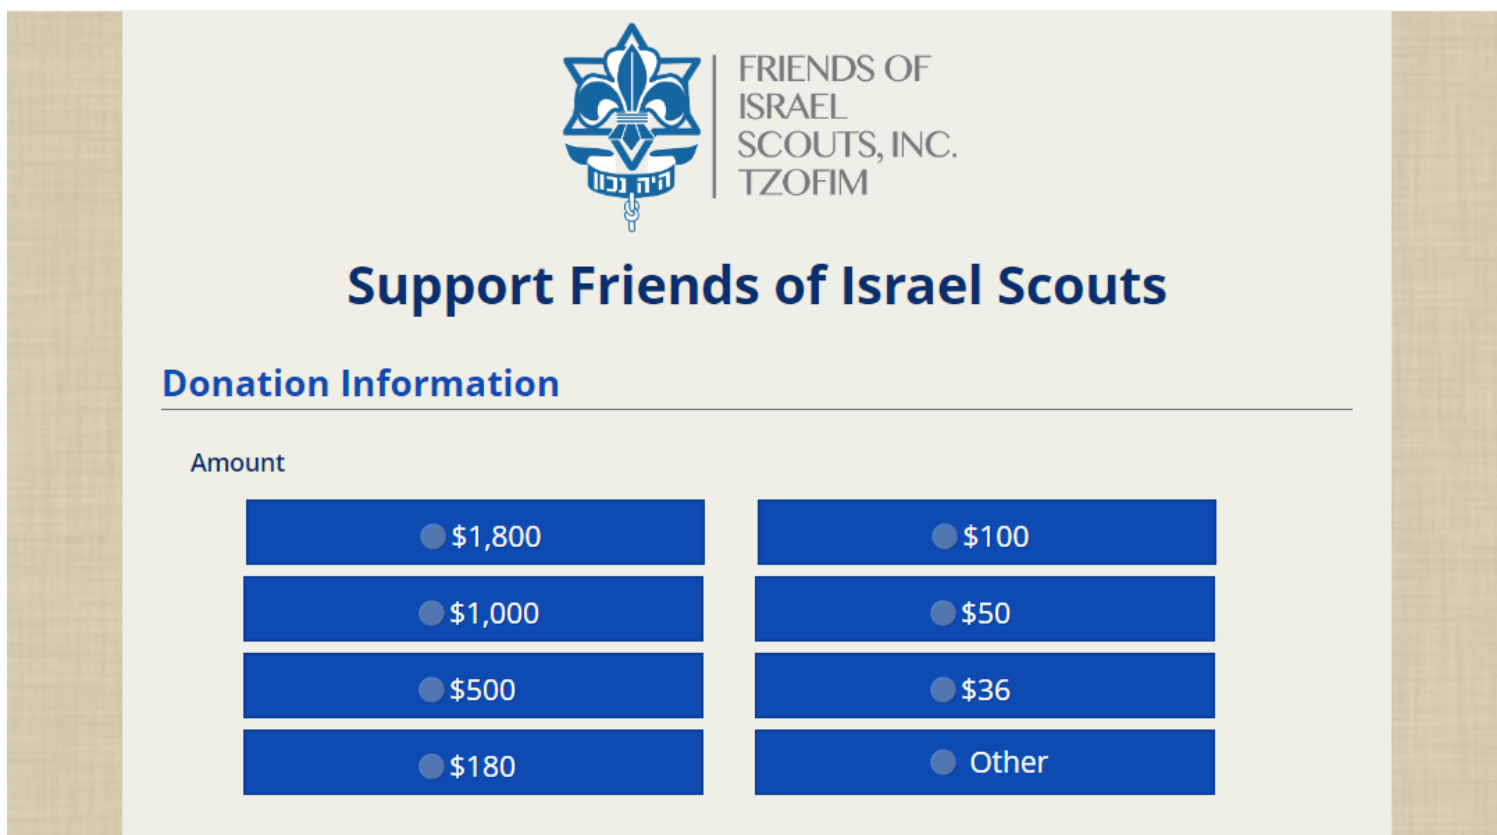 FRIENDS OF
ISRAEL
SCOUTS, INC.
TZOFIM
היה נכון
Support Friends of Israel Scouts
Donation Information
Amount
$1,800
$100
$1,000
$50
$500
$36
$180
Other